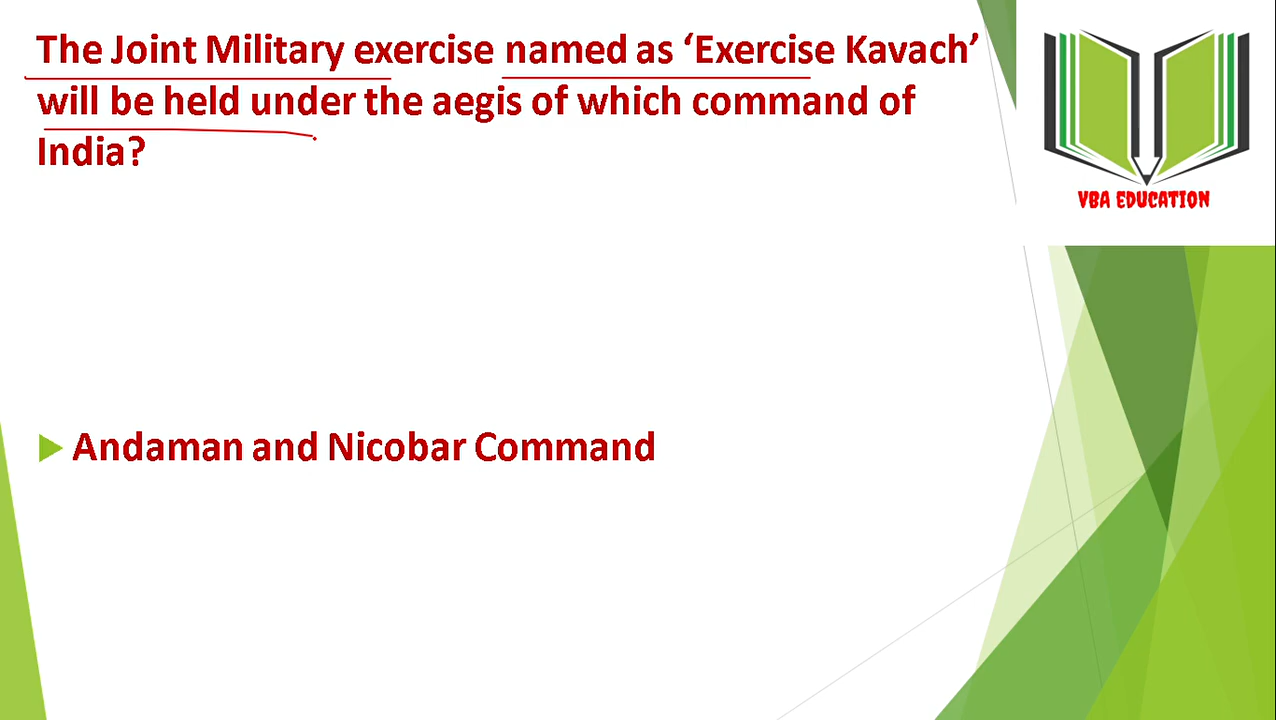 The Joint Military exercise named as ‘Exercise Kavach’
will be held under the aegis of which command of
India?
VBA EDUCATION
Andaman and Nicobar Command